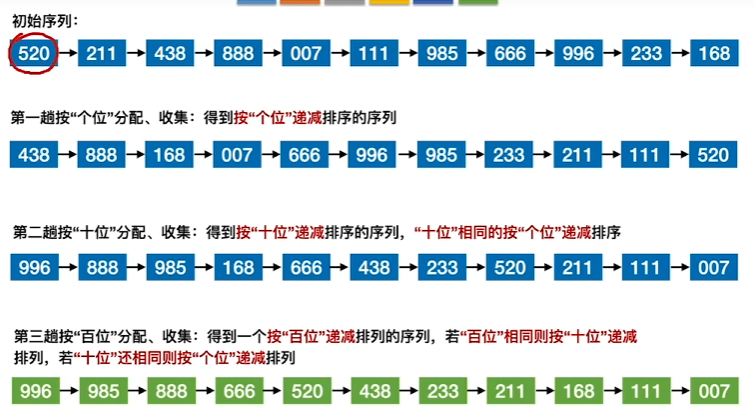 初始序列：
520 211 438 888 007 111 985 666 996 233 168
第一趟按“个位”分配、收集：得到按“个位”递减排序的序列
438 888 168 007 666 996 985 233 211 111 520
第二趟按“十位”分配、收集：得到按“十位”递减排序的序列，“十位”相同的按“个位”递减排序
996 888 985 168 666 438 233 520 211 111 007
第三趟按“百位”分配、收集：得到一个按“百位”递减排列的序列，若“百位”相同则按“十位”递减
排列，若“十位”还相同则按“个位”递减排列
996 985 888 666 520 438 233 211 168 111 007